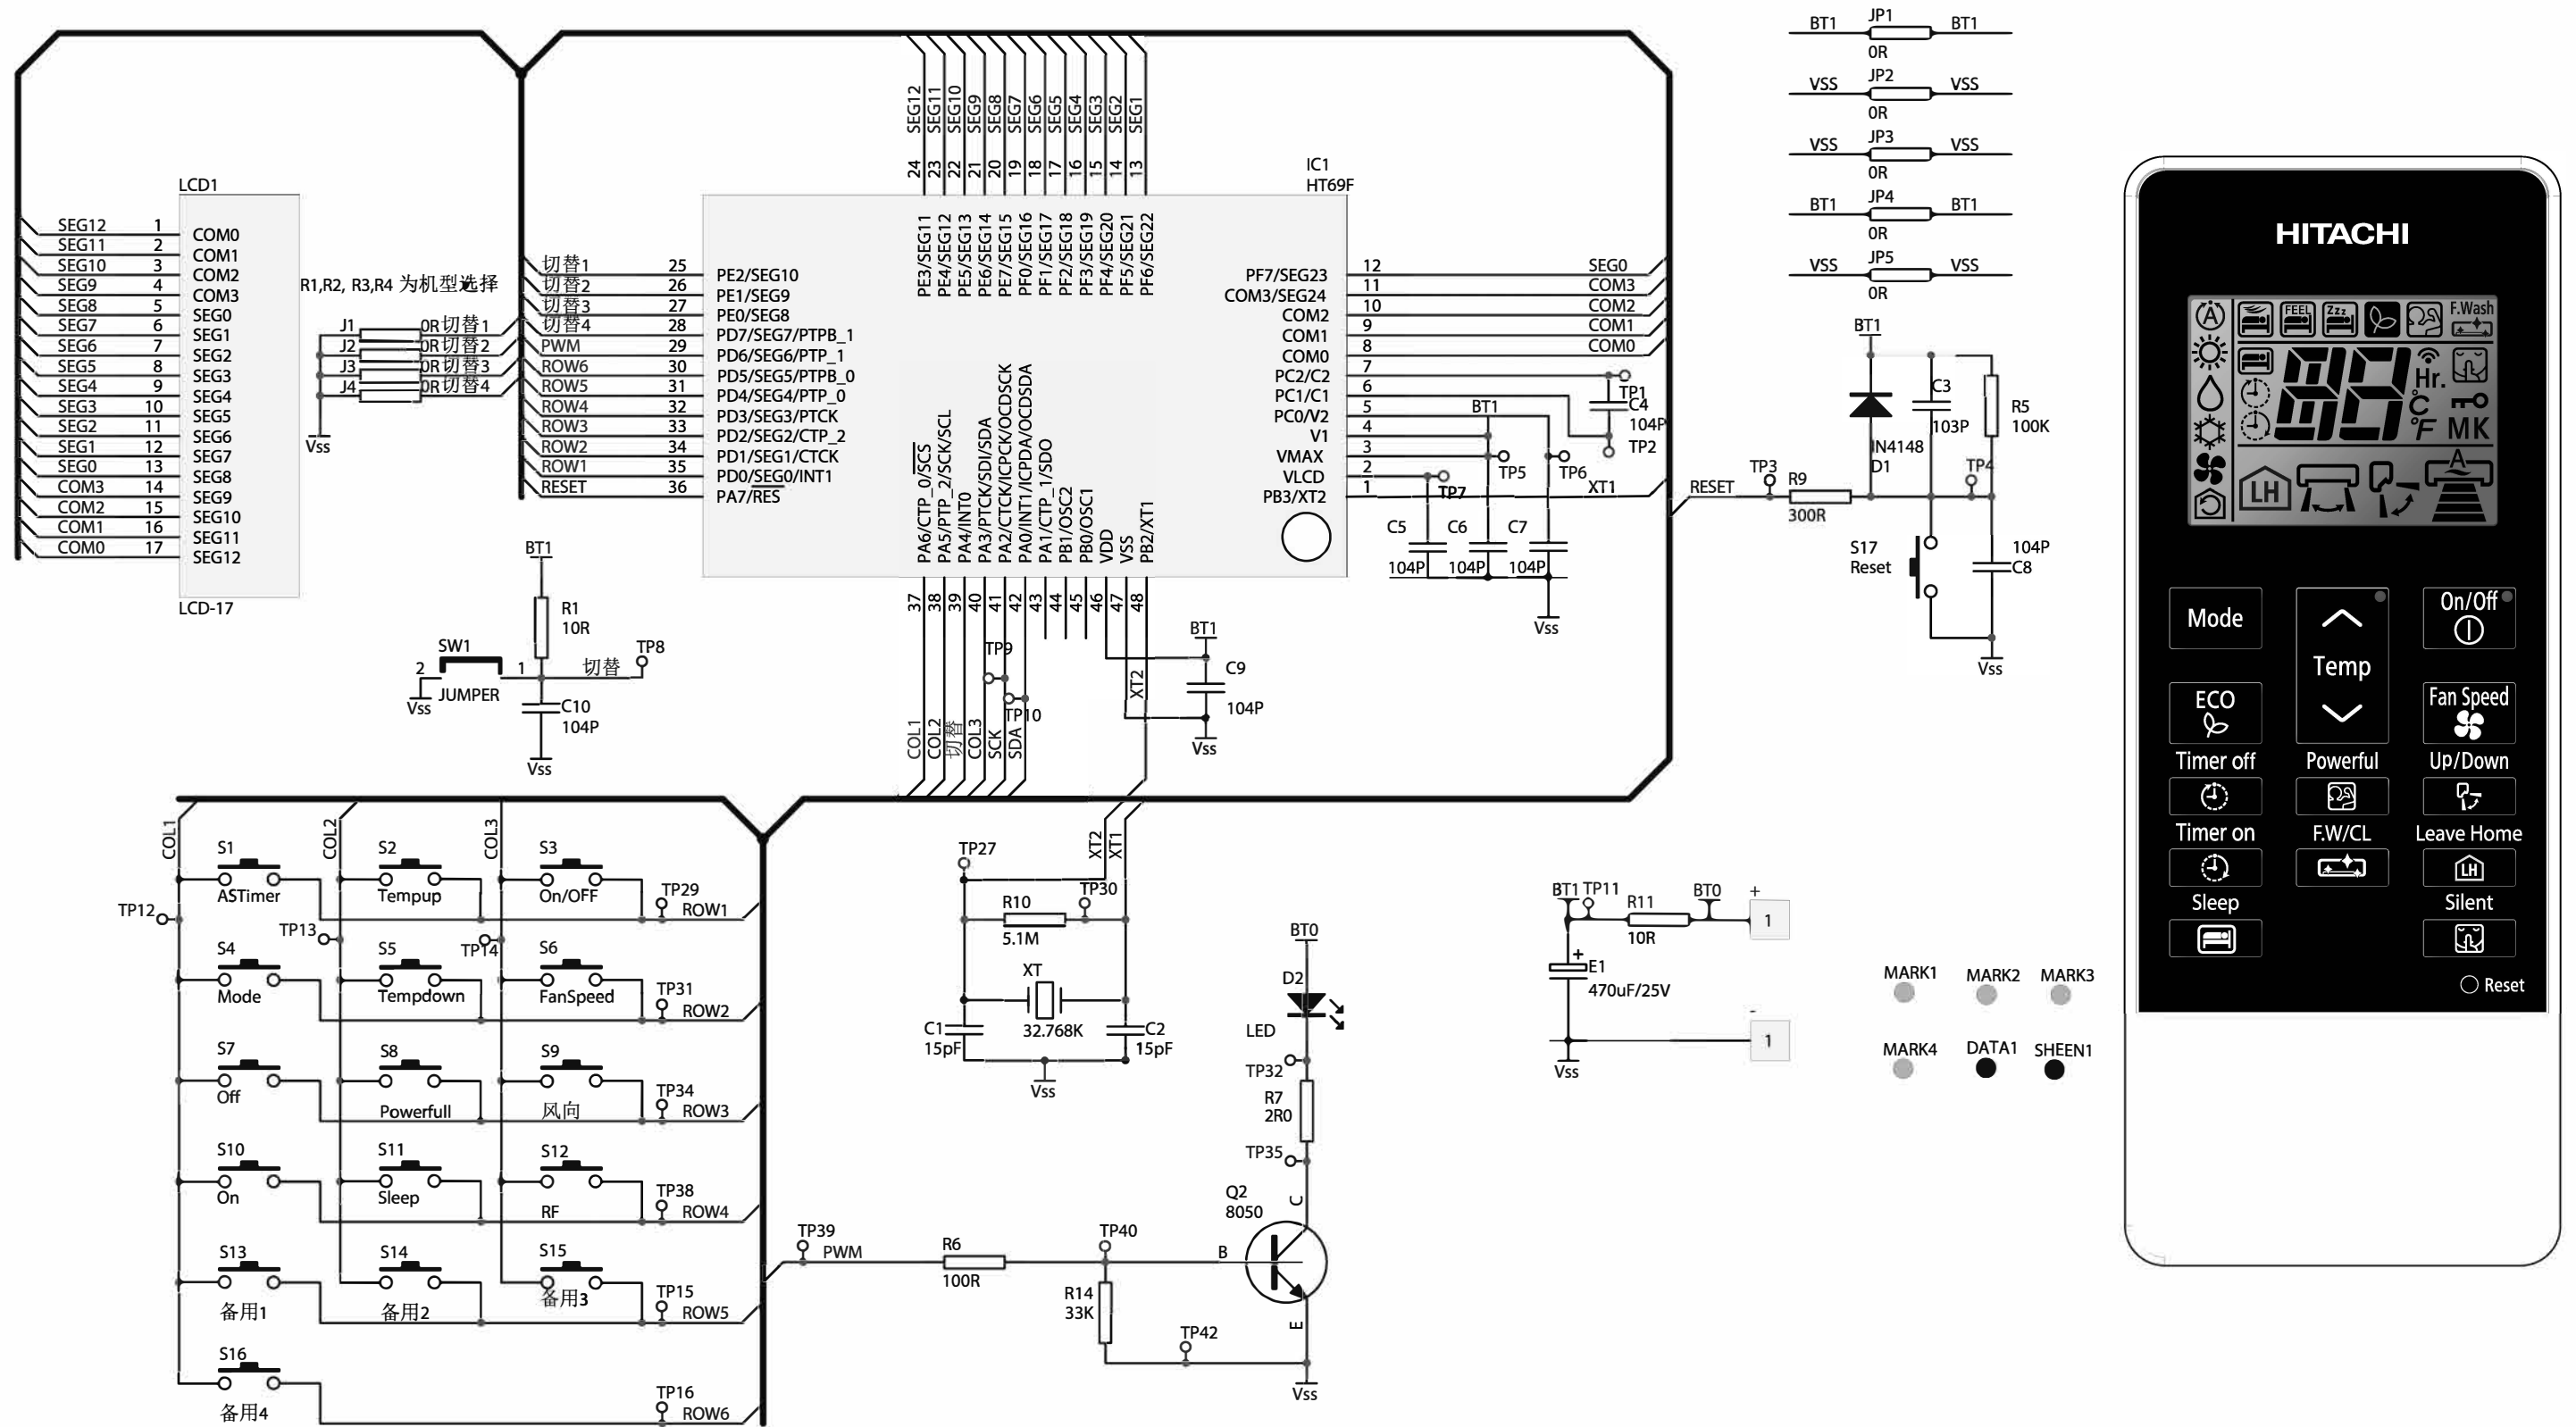 LCD1
SEG12 1 COM0
SEG11 2 COM1
SEG10 3 COM2
SEG9 4 COM3
SEG8 5 SEG0
SEG7 6 SEG1
SEG6 7 SEG2
SEG5 8 SEG3
SEG4 9 SEG4
SEG3 10 SEG5
SEG2 11 SEG6
SEG1 12 SEG7
SEG0 13 SEG8
COM3 14 SEG9
COM2 15 SEG10
COM1 16 SEG11
COM0 17 SEG12
LCD-17
R1,R2, R3,R4 为机型选择
J1 0R切替1
J2 0R切替2
J3 0R切替3
J4 0R切替4
Vss
IC1
HT69F
SEG12 24 PE3/SEG11
SEG11 23 PE4/SEG12
SEG10 22 PE5/SEG13
SEG9 21 PE6/SEG14
SEG8 20 PE7/SEG15
SEG7 19 PF0/SEG16
SEG6 18 PF1/SEG17
SEG5 17 PF2/SEG18
SEG4 16 PF3/SEG19
SEG3 15 PF4/SEG20
SEG2 14 PF5/SEG21
SEG1 13 PF6/SEG22
切替1 25 PE2/SEG10
切替2 26 PE1/SEG9
切替3 27 PE0/SEG8
切替4 28 PD7/SEG7/PTPB_1
PWM 29 PD6/SEG6/PTP_1
ROW6 30 PD5/SEG5/PTPB_0
ROW5 31 PD4/SEG4/PTP_0
ROW4 32 PD3/SEG3/PTCK
ROW3 33 PD2/SEG2/CTP_2
ROW2 34 PD1/SEG1/CTCK
ROW1 35 PD0/SEG0/INT1
RESET 36 PA7/RES
PF7/SEG23 12 SEG0
COM3/SEG24 11 COM3
COM2 10 COM2
COM1 9 COM1
COM0 8 COM0
PC2/C2 7
PC1/C1 6
PC0/V2 5 BT1
V1 4
VMAX 3
VLCD 2
PB3/XT2 1 XT1
TP1
C4
104P
TP2
TP5
TP6
TP7
C5 C6 C7
104P 104P 104P
Vss
PA6/CTP_0/SCS 37 COL1
PA5/PTP_2/SCK/SCL 38 COL2
PA4/INT0 39 切替
PA3/PTCK/SDI/SDA 40 COL3
PA2/CTCK/ICPCK/OCDSCK 41 SCK
PA0/INT1/ICPDA/OCDSDA 42 SDA
PA1/CTP_1/SDO 43
PB1/OSC2 44
PB0/OSC1 45
VDD 46
VSS 47
PB2/XT1 48 XT2
TP9
TP10
BT1
C9
104P
Vss
BT1
R1
10R
SW1
2 1 切替 TP8
JUMPER
Vss
C10
104P
Vss
BT1 JP1 BT1
0R
VSS JP2 VSS
0R
VSS JP3 VSS
0R
BT1 JP4 BT1
0R
VSS JP5 VSS
0R
BT1
C3
103P
R5
100K
IN4148
D1
RESET TP3 R9 TP4
300R
S17
Reset
104P
C8
Vss
COL1 COL2 COL3
S1 S2 S3
ASTimer Tempup On/OFF
TP29
ROW1
TP12 TP13 TP14
S4 S5 S6
Mode Tempdown FanSpeed
TP31
ROW2
S7 S8 S9
Off Powerfull 风向
TP34
ROW3
S10 S11 S12
On Sleep RF
TP38
ROW4
S13 S14 S15
备用1 备用2 备用3
TP15
ROW5
S16
备用4
TP16
ROW6
XT2 XT1
TP27
TP30
R10
5.1M
XT
32.768K
C1
15pF
C2
15pF
Vss
BT0
D2
LED
TP32
R7
2R0
TP35
Q2
8050
C
B
E
TP39
PWM
R6
100R
TP40
R14
33K
TP42
Vss
BT1 TP11 R11 BT0 +
10R 1
+
E1
470uF/25V
-
1
Vss
MARK1 MARK2 MARK3
MARK4 DATA1 SHEEN1
HITACHI
A FEEL Zzz F.Wash
88 Hr.
°C
°F MK
LH A
Mode On/Off
Temp
ECO Fan Speed
Timer off Powerful Up/Down
Timer on F.W/CL Leave Home
LH
Sleep Silent
Reset